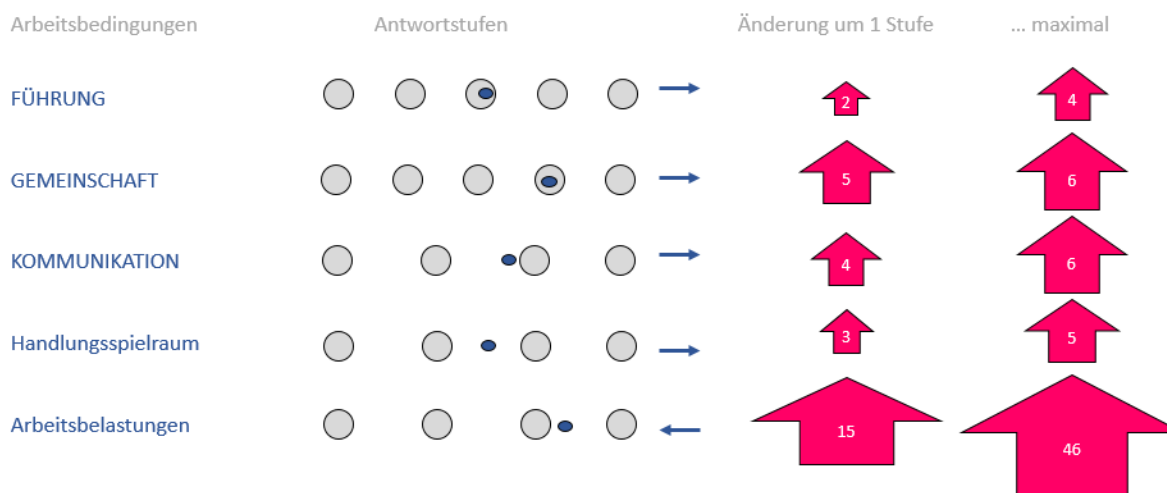 Arbeitsbedingungen Antwortstufen Änderung um 1 Stufe ... maximal
FÜHRUNG 2 4
GEMEINSCHAFT 5 6
KOMMUNIKATION 4 6
Handlungsspielraum 3 5
Arbeitsbelastungen 15 46